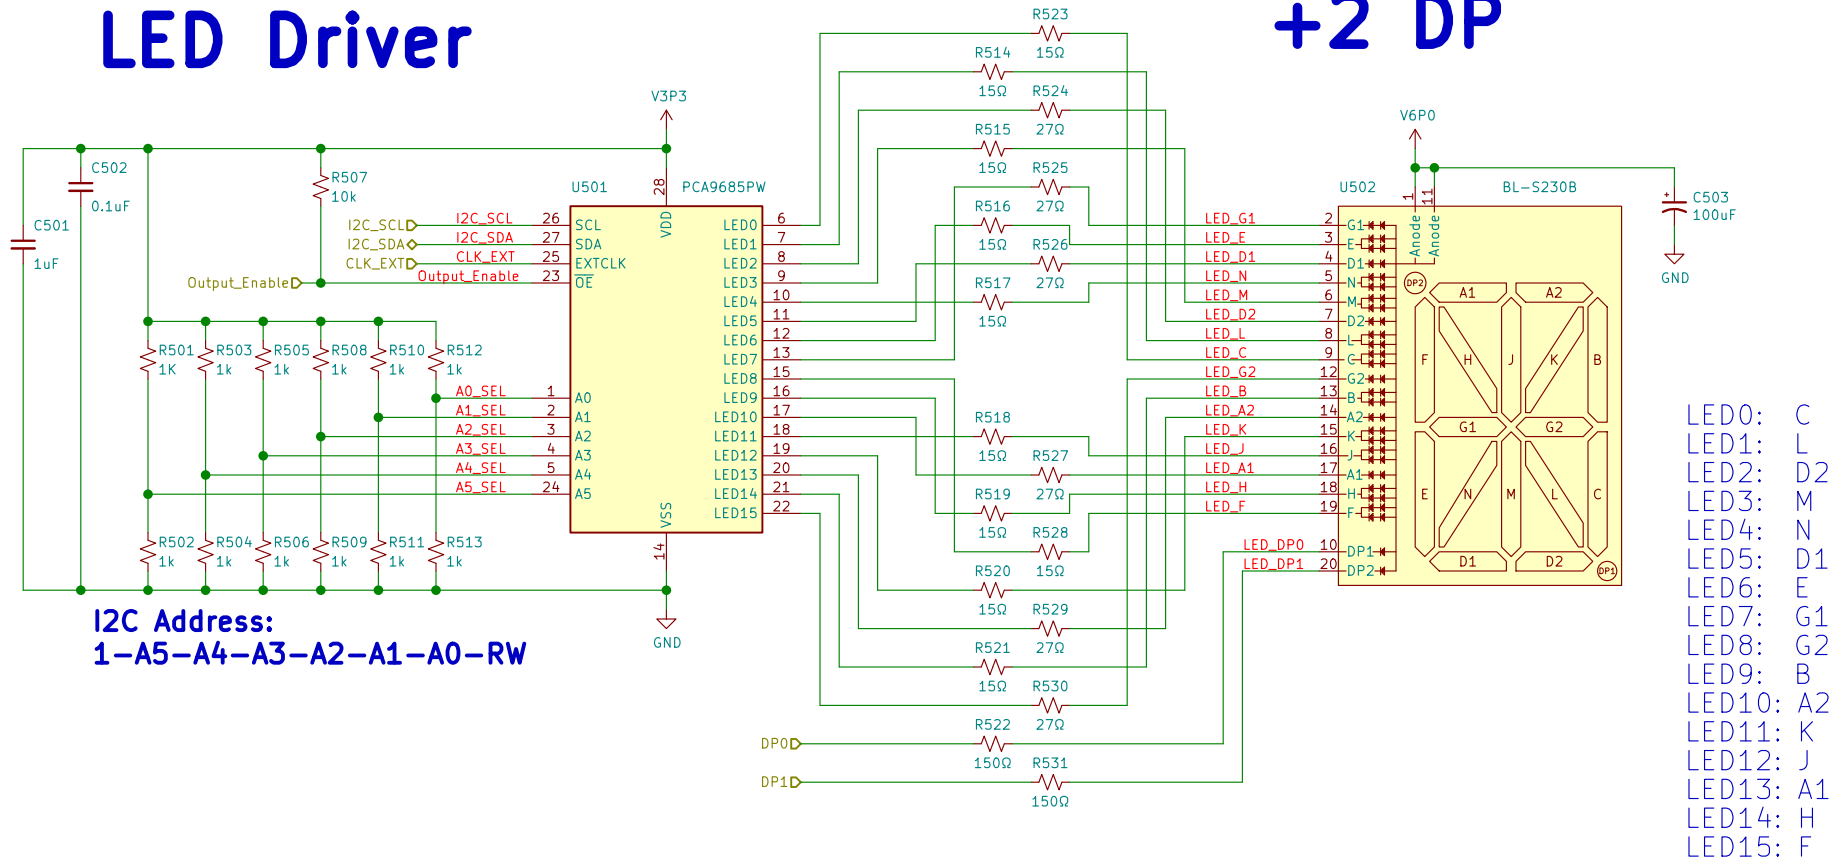 LED Driver
+2 DP
R523
15Ω
R514
15Ω
R524
27Ω
R515
15Ω
R525
27Ω
R516
15Ω
R526
27Ω
R517
15Ω
R518
15Ω
R527
27Ω
R519
15Ω
R528
15Ω
R520
15Ω
R529
27Ω
R521
15Ω
R530
27Ω
R522
150Ω
R531
150Ω
DP0
DP1
V3P3
C502
0.1uF
C501
1uF
R507
10k
I2C_SCL
I2C_SDA
CLK_EXT
Output_Enable
I2C_SCL
I2C_SDA
CLK_EXT
Output_Enable
R501
1K
R503
1k
R505
1k
R508
1k
R510
1k
R512
1k
A0_SEL
A1_SEL
A2_SEL
A3_SEL
A4_SEL
A5_SEL
R502
1k
R504
1k
R506
1k
R509
1k
R511
1k
R513
1k
I2C Address:
1-A5-A4-A3-A2-A1-A0-RW
U501
PCA9685PW
28
VDD
26 SCL
27 SDA
25 EXTCLK
23 OE
1 A0
2 A1
3 A2
4 A3
5 A4
24 A5
LED0 6
LED1 7
LED2 8
LED3 9
LED4 10
LED5 11
LED6 12
LED7 13
LED8 15
LED9 16
LED10 17
LED11 18
LED12 19
LED13 20
LED14 21
LED15 22
VSS
14
GND
V6P0
U502
BL-S230B
1
11
Anode
Anode
LED_G1 2 G1
LED_E 3 E
LED_D1 4 D1
LED_N 5 N
LED_M 6 M
LED_D2 7 D2
LED_L 8 L
LED_C 9 C
LED_G2 12 G2
LED_B 13 B
LED_A2 14 A2
LED_K 15 K
LED_J 16 J
LED_A1 17 A1
LED_H 18 H
LED_F 19 F
LED_DP0 10 DP1
LED_DP1 20 DP2
DP2
A1 A2
F H J K B
G1 G2
E N M L C
D1 D2
DP1
+
C503
100uF
GND
LED0: C
LED1: L
LED2: D2
LED3: M
LED4: N
LED5: D1
LED6: E
LED7: G1
LED8: G2
LED9: B
LED10: A2
LED11: K
LED12: J
LED13: A1
LED14: H
LED15: F